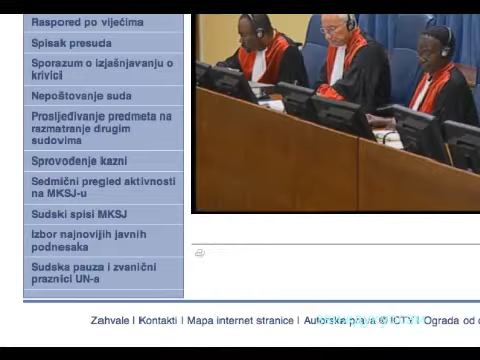 Raspored po vijećima
Spisak presuda
Sporazum o izjašnjavanju o
krivici
Nepoštovanje suda
Prosljeđivanje predmeta na
razmatranje drugim
sudovima
Sprovođenje kazni
Sedmični pregled aktivnosti
na MKSJ-u
Sudski spisi MKSJ
Izbor najnovijih javnih
podnesaka
Sudska pauza i zvanični
praznici UN-a
Zahvale I Kontakti I Mapa internet stranice I Autorska prava © ICTY I Ograda od